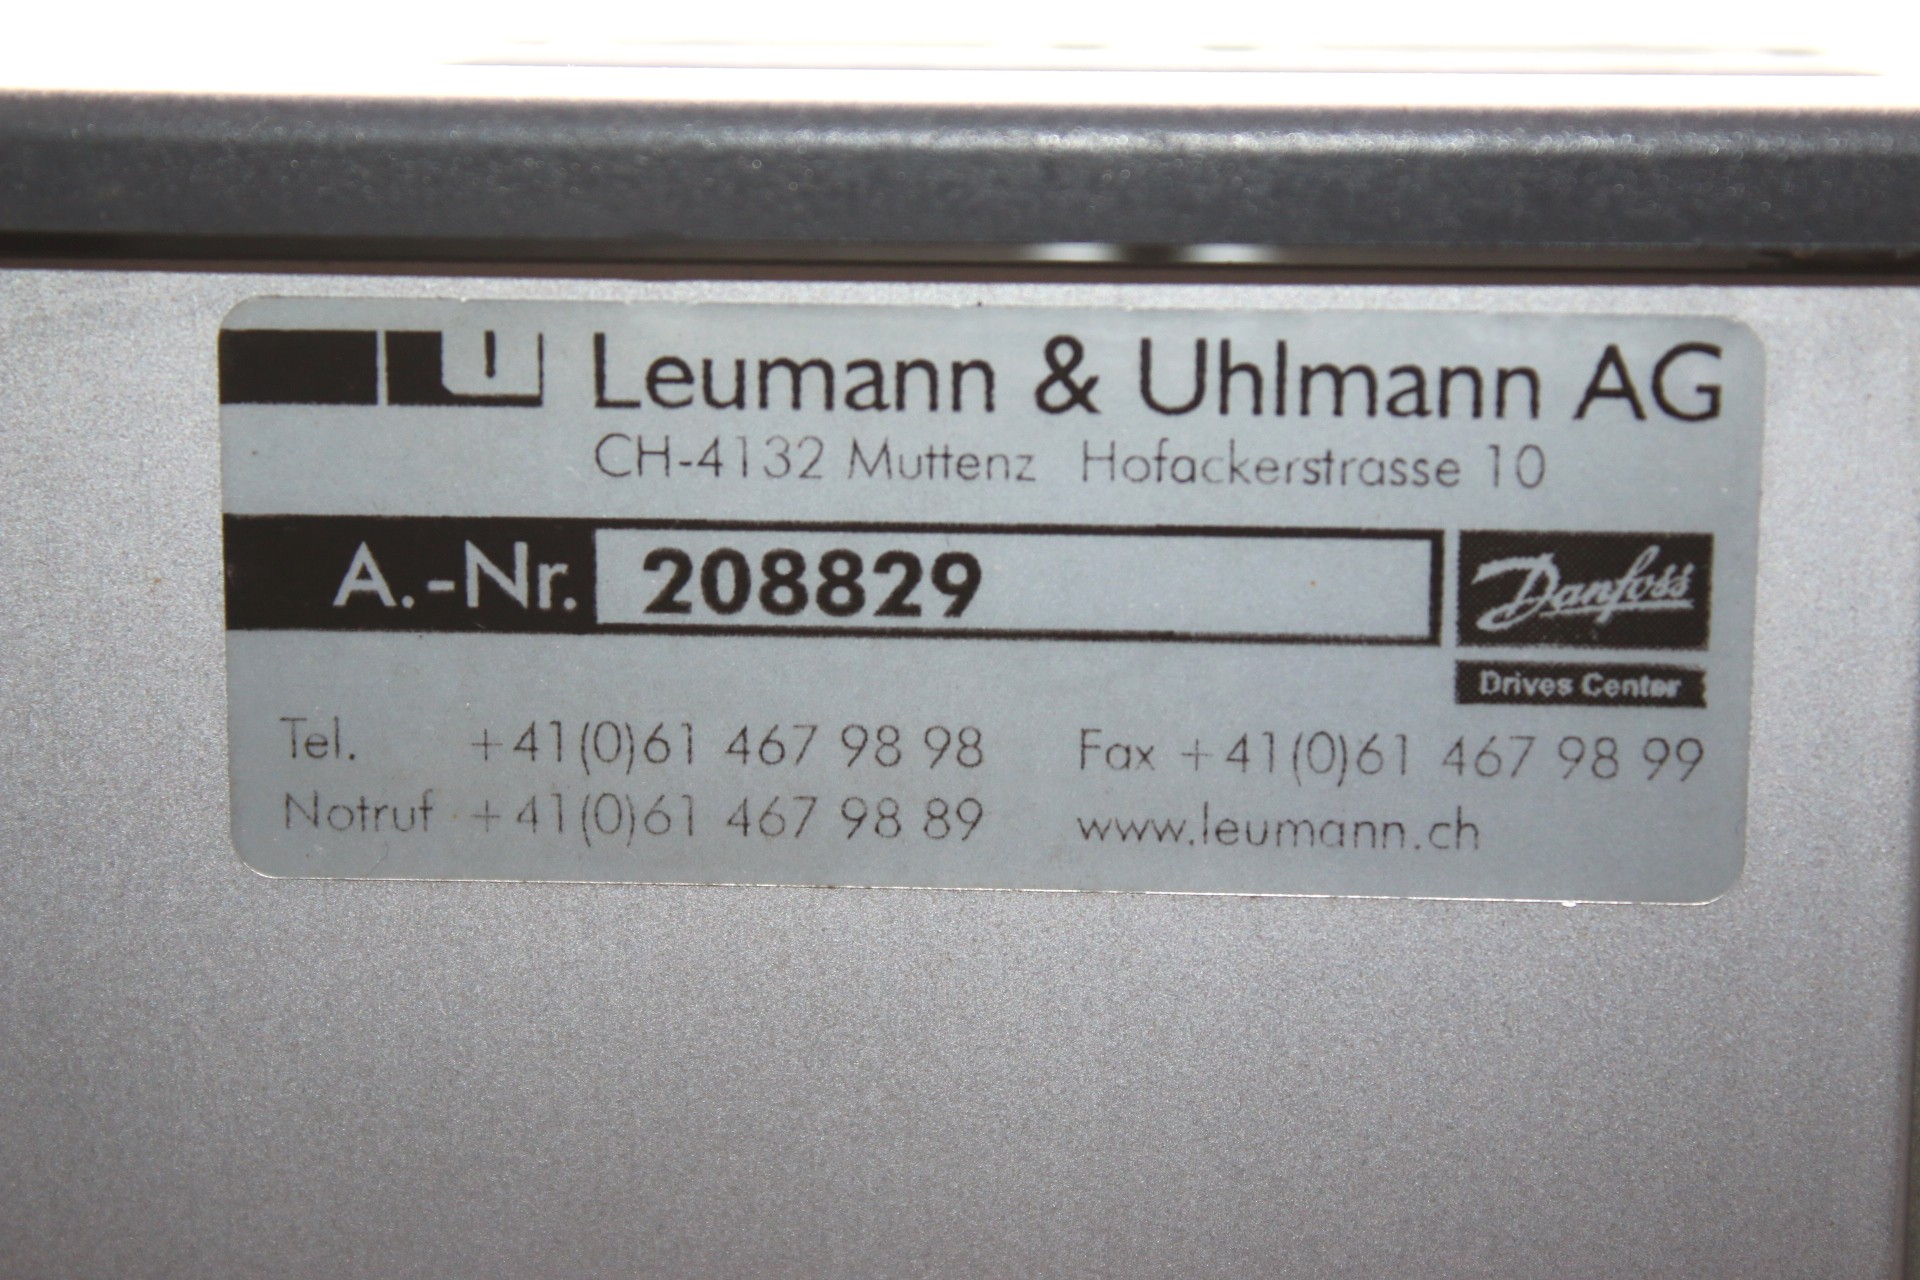 Leumann & Uhlmann AG
CH-4132 Muttenz Hofackerstrasse 10
A.-Nr. 208829
Danfoss
Drives Center
Tel. +41(0)61 467 98 98 Fax +41(0)61 467 98 99
Notruf +41(0)61 467 98 89 www.leumann.ch